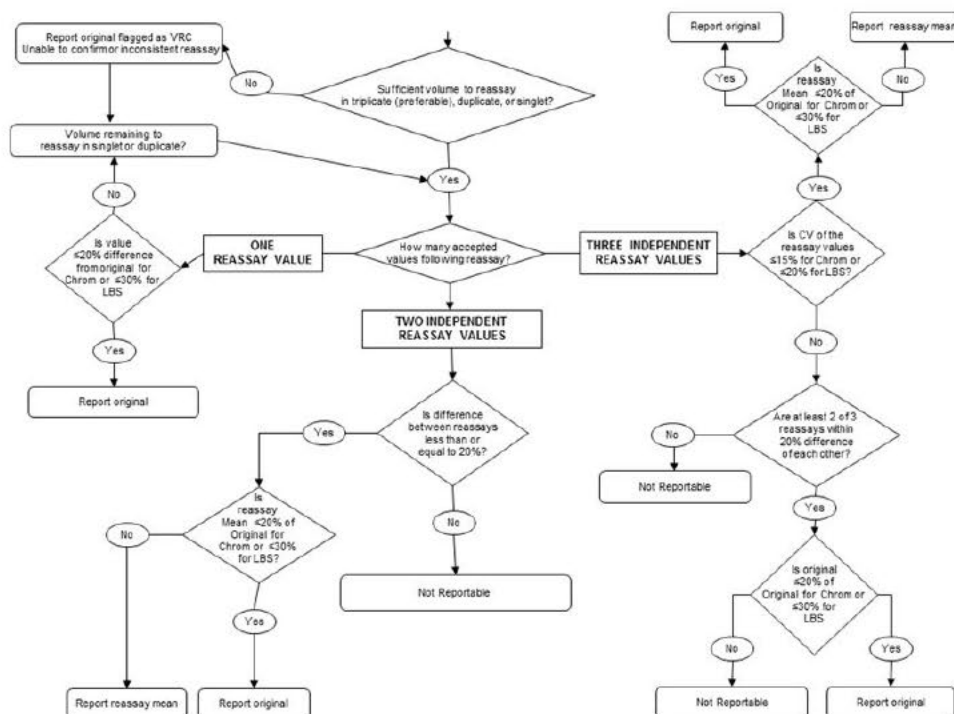 Report original flagged as VRC
Unable to confirmor inconsistent reassay
No
Sufficient volume to reassay
in triplicate (preferable), duplicate, or singlet?
Report original
Report reassay mean
Yes
Is
reassay
Mean ≤20% of
Original for Chrom or
≤30% for
LBS
No
Volume remaining to
reassay in singlet or duplicate?
Yes
Yes
No
Is value
≤20% difference
fromoriginal for
Chrom or ≤30% for
LBS
ONE
REASSAY VALUE
How many accepted
values following reassay?
THREE INDEPENDENT
REASSAY VALUES
Is CV of the
reassay values
≤15% for Chrom or
≤20% for LBS?
TWO INDEPENDENT
REASSAY VALUES
Yes
No
Report original
Yes
Is difference
between reassays
less than or
equal to 20%?
Are at least 2 of 3
reassays within
20% difference
of each other?
No
Not Reportable
Is
reassay
Mean ≤20% of
Original for
Chrom or ≤30%
for LBS?
No
No
Yes
Not Reportable
Is original
≤20% of
Original for Chrom or
≤30% for
LBS
Yes
No
Yes
Report reassay mean
Report original
Not Reportable
Report original